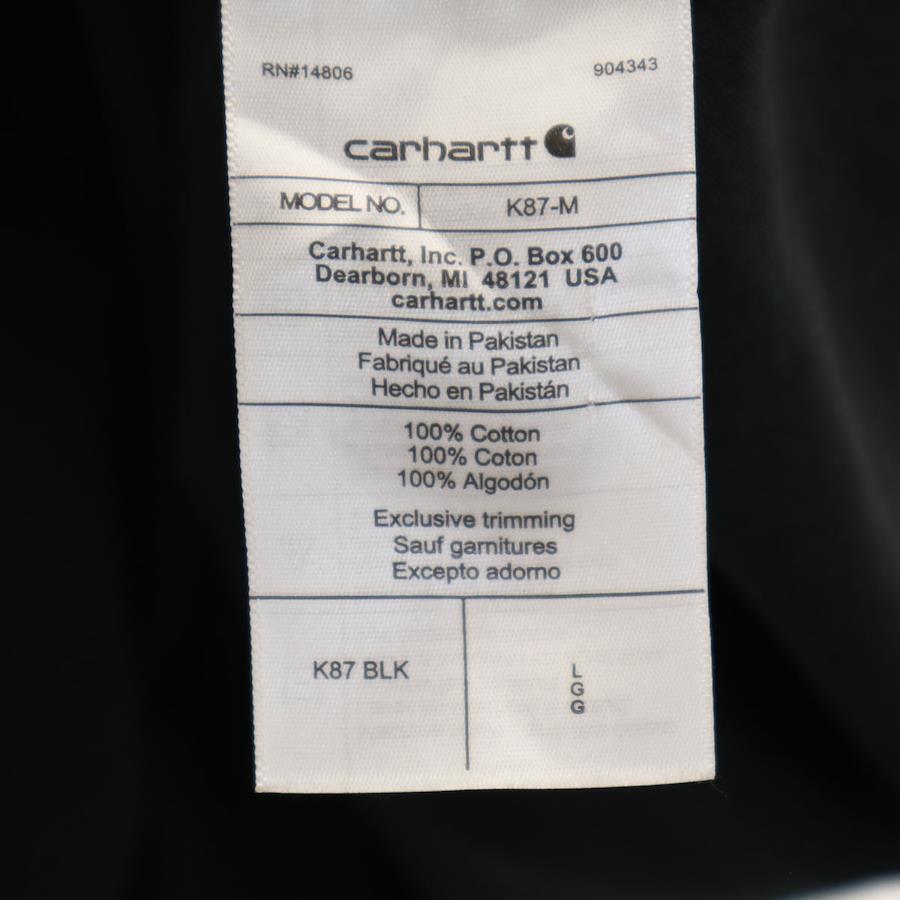 RN#14806 904343
carhartt
MODEL NO. K87-M
Carhartt, Inc. P.O. Box 600
Dearborn, MI 48121 USA
carhartt.com
Made in Pakistan
Fabriqué au Pakistan
Hecho en Pakistán
100% Cotton
100% Coton
100% Algodón
Exclusive trimming
Sauf garnitures
Excepto adorno
K87 BLK
L
G
G